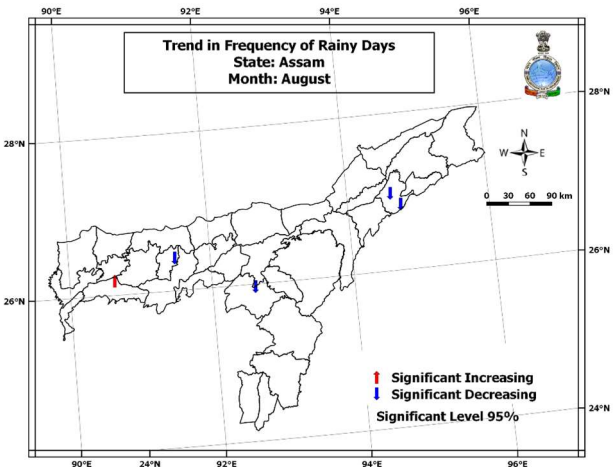 90°E 92°E 94°E 96°E
Trend in Frequency of Rainy Days
State: Assam
Month: August
28°N 28°N
N
W E
S
0 30 60 90 km
26°N 26°N
Significant Increasing
Significant Decreasing
Significant Level 95%
24°N
90°E 24°N 92°E 94°E 96°E